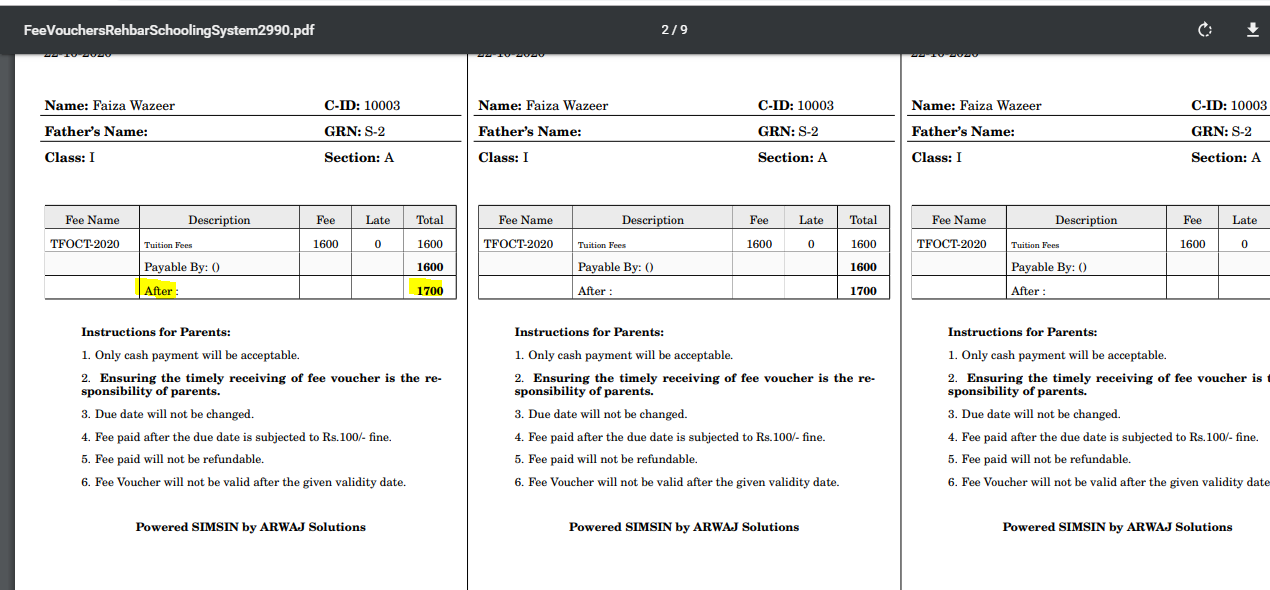 FeeVouchersRehbarSchoolingSystem2990.pdf
2 / 9
Name: Faiza Wazeer C-ID: 10003
Father's Name: GRN: S-2
Class: I Section: A
Fee Name Description Fee Late Total
TFOCT-2020 Tuition Fees 1600 0 1600
Payable By: () 1600
After : 1700
Instructions for Parents:
1. Only cash payment will be acceptable.
2. Ensuring the timely receiving of fee voucher is the re-
sponsibility of parents.
3. Due date will not be changed.
4. Fee paid after the due date is subjected to Rs.100/- fine.
5. Fee paid will not be refundable.
6. Fee Voucher will not be valid after the given validity date.
Powered SIMSIN by ARWAJ Solutions
Name: Faiza Wazeer C-ID: 10003
Father's Name: GRN: S-2
Class: I Section: A
Fee Name Description Fee Late Total
TFOCT-2020 Tuition Fees 1600 0 1600
Payable By: () 1600
After : 1700
Instructions for Parents:
1. Only cash payment will be acceptable.
2. Ensuring the timely receiving of fee voucher is the re-
sponsibility of parents.
3. Due date will not be changed.
4. Fee paid after the due date is subjected to Rs.100/- fine.
5. Fee paid will not be refundable.
6. Fee Voucher will not be valid after the given validity date.
Powered SIMSIN by ARWAJ Solutions
Name: Faiza Wazeer C-ID: 10003
Father's Name: GRN: S-2
Class: I Section: A
Fee Name Description Fee Late
TFOCT-2020 Tuition Fees 1600 0
Payable By: ()
After :
Instructions for Parents:
1. Only cash payment will be acceptable.
2. Ensuring the timely receiving of fee voucher is
sponsibility of parents.
3. Due date will not be changed.
4. Fee paid after the due date is subjected to Rs.100/- fine.
5. Fee paid will not be refundable.
6. Fee Voucher will not be valid after the given validity date
Powered SIMSIN by ARWAJ Solutions